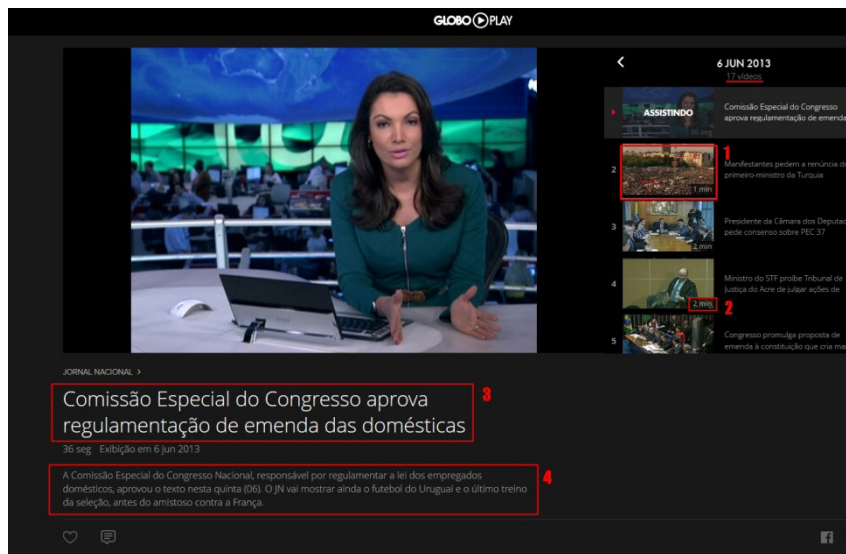 GLOBO PLAY
6 JUN 2013
17 vídeos
ASSISTINDO
36 seg
Comissão Especial do Congresso
aprova regulamentação de emenda
1
2
1 min
Manifestantes pedem a renúncia do
primeiro-ministro da Turquia
3
2 min
Presidente da Câmara dos Deputad
pede consenso sobre PEC 37
4
2 min
2
Ministro do STF proíbe Tribunal de
Justiça do Acre de julgar ações de
5
Congresso promulga proposta de
emenda à constituição que cria ma
JORNAL NACIONAL >
Comissão Especial do Congresso aprova
regulamentação de emenda das domésticas
3
36 seg Exibição em 6 jun 2013
A Comissão Especial do Congresso Nacional, responsável por regulamentar a lei dos empregados
domésticos, aprovou o texto nesta quinta (06). O JN vai mostrar ainda o futebol do Urugual e o último treino
da seleção, antes do amistoso contra a França.
4